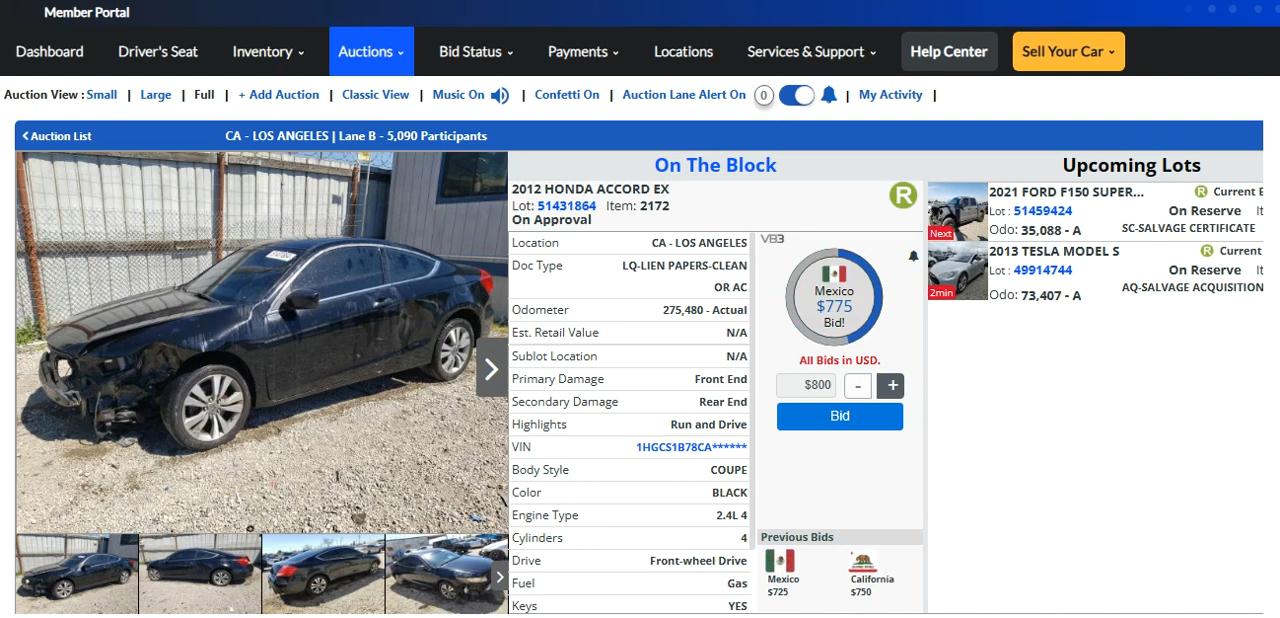 Member Portal
Dashboard Driver's Seat Inventory Auctions Bid Status Payments Locations Services & Support Help Center Sell Your Car
Auction View : Small | Large | Full | + Add Auction | Classic View | Music On | Confetti On | Auction Lane Alert On 0 | My Activity |
Auction List CA - LOS ANGELES | Lane B - 5,090 Participants
On The Block
2012 HONDA ACCORD EX
Lot: 51431864 Item: 2172
On Approval
R
Location CA - LOS ANGELES
Doc Type LQ-LIEN PAPERS-CLEAN
OR AC
Odometer 275,480 - Actual
Est. Retail Value N/A
Sublot Location N/A
Primary Damage Front End
Secondary Damage Rear End
Highlights Run and Drive
VIN 1HGCS1B78CA******
Body Style COUPE
Color BLACK
Engine Type 2.4L 4
Cylinders 4
Drive Front-wheel Drive
Fuel Gas
Keys YES
VB3
Mexico
$775
Bid!
All Bids in USD.
$800 - +
Bid
Previous Bids
Mexico
$725
California
$750
Upcoming Lots
2021 FORD F150 SUPER... R Current
Lot : 51459424 On Reserve It
Next Odo: 35,088 - A SC-SALVAGE CERTIFICATE
2013 TESLA MODEL S R Current
Lot : 49914744 On Reserve It
2min Odo: 73,407 - A AQ-SALVAGE ACQUISITION